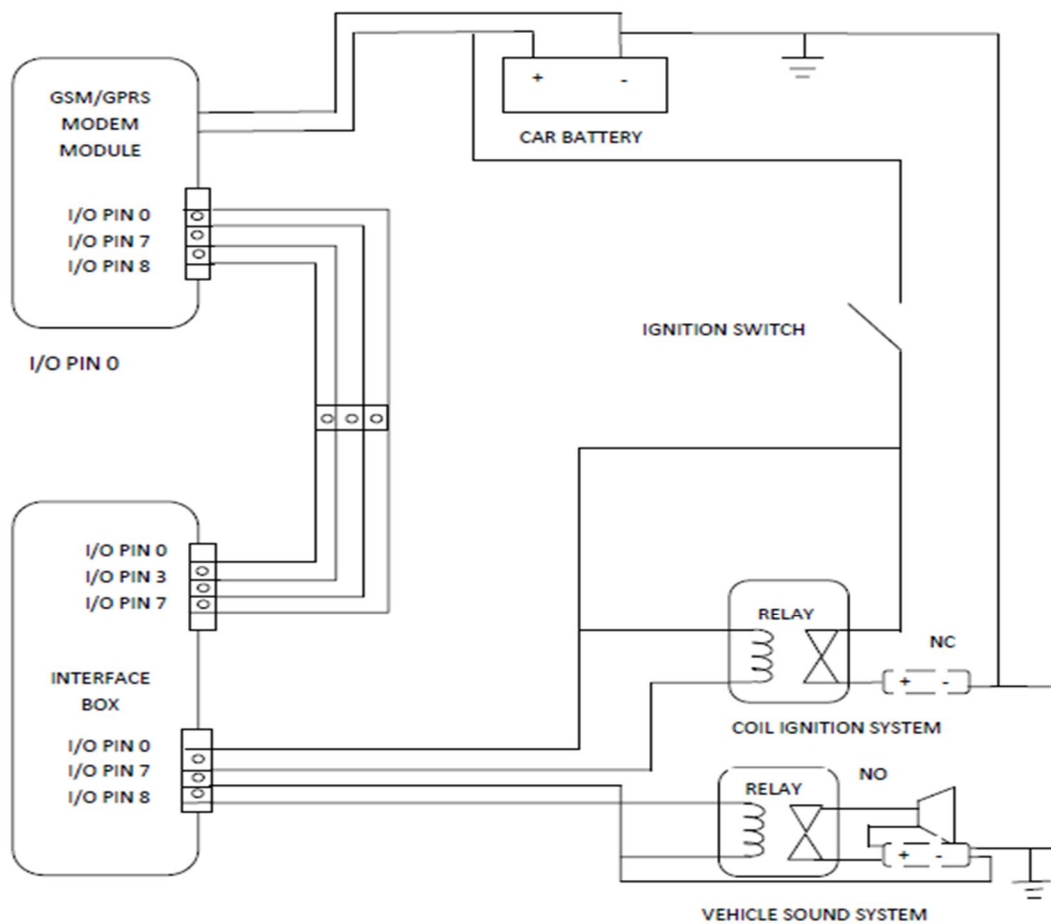 GSM/GPRS
MODEM
MODULE
I/O PIN 0
I/O PIN 7
I/O PIN 8
I/O PIN 0
+ -
CAR BATTERY
IGNITION SWITCH
I/O PIN 0
I/O PIN 3
I/O PIN 7
INTERFACE
BOX
I/O PIN 0
I/O PIN 7
I/O PIN 8
RELAY
NC
+ -
COIL IGNITION SYSTEM
RELAY
NO
+ -
VEHICLE SOUND SYSTEM